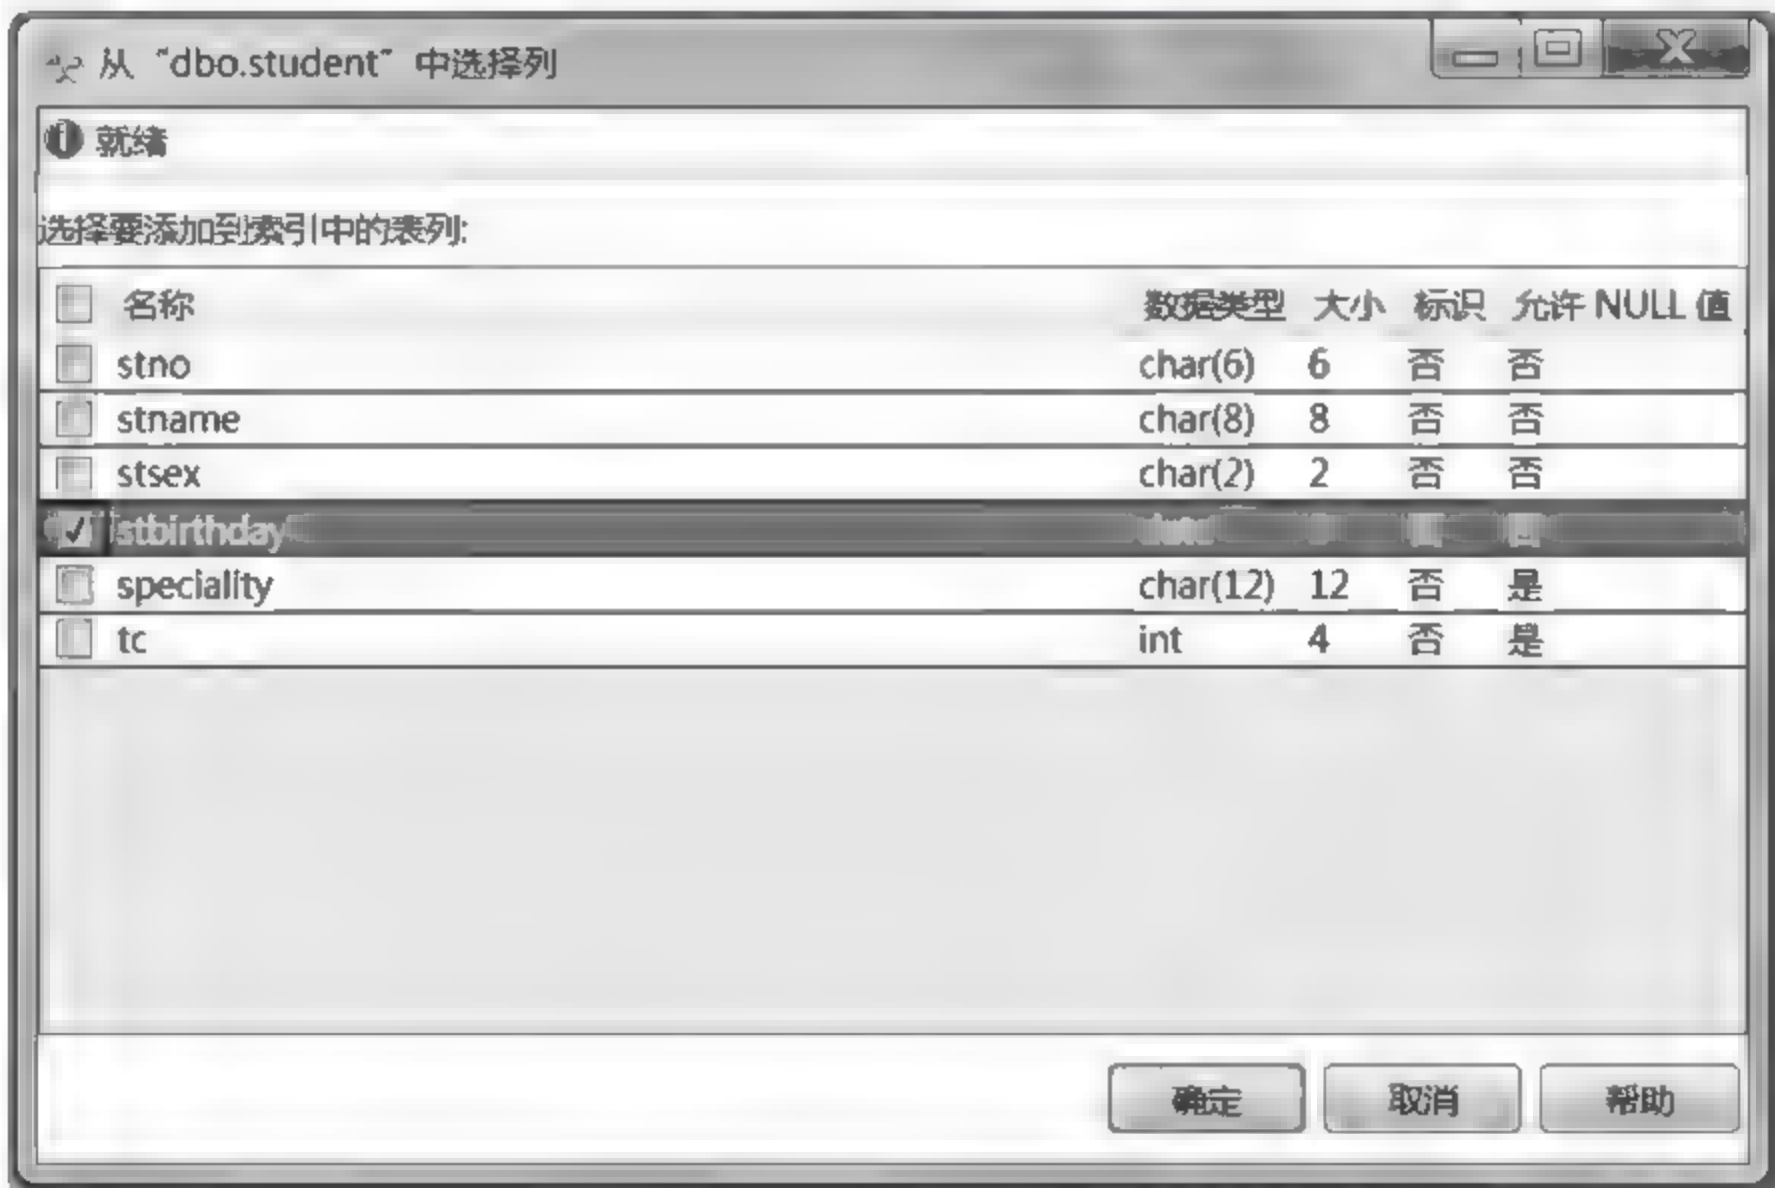 从 “dbo.student” 中选择列
就绪
选择要添加到索引中的表列:
名称 数据类型 大小 标识 允许 NULL 值
stno char(6) 6 否 否
stname char(8) 8 否 否
stsex char(2) 2 否 否
stbirthday 否 否
speciality char(12) 12 否 是
tc int 4 否 是
确定 取消 帮助